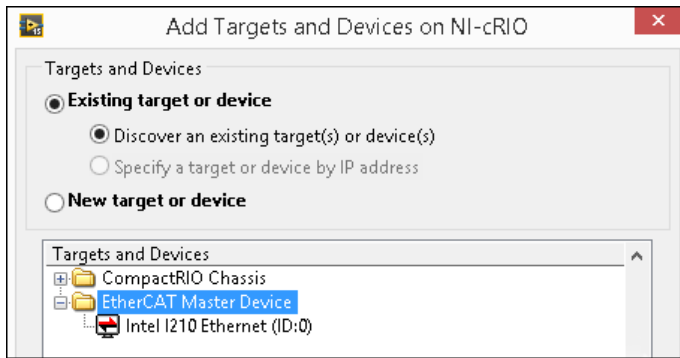 15
Add Targets and Devices on NI-cRIO
Targets and Devices
Existing target or device
Discover an existing target(s) or device(s)
Specify a target or device by IP address
New target or device
Targets and Devices
CompactRIO Chassis
EtherCAT Master Device
Intel I210 Ethernet (ID:0)